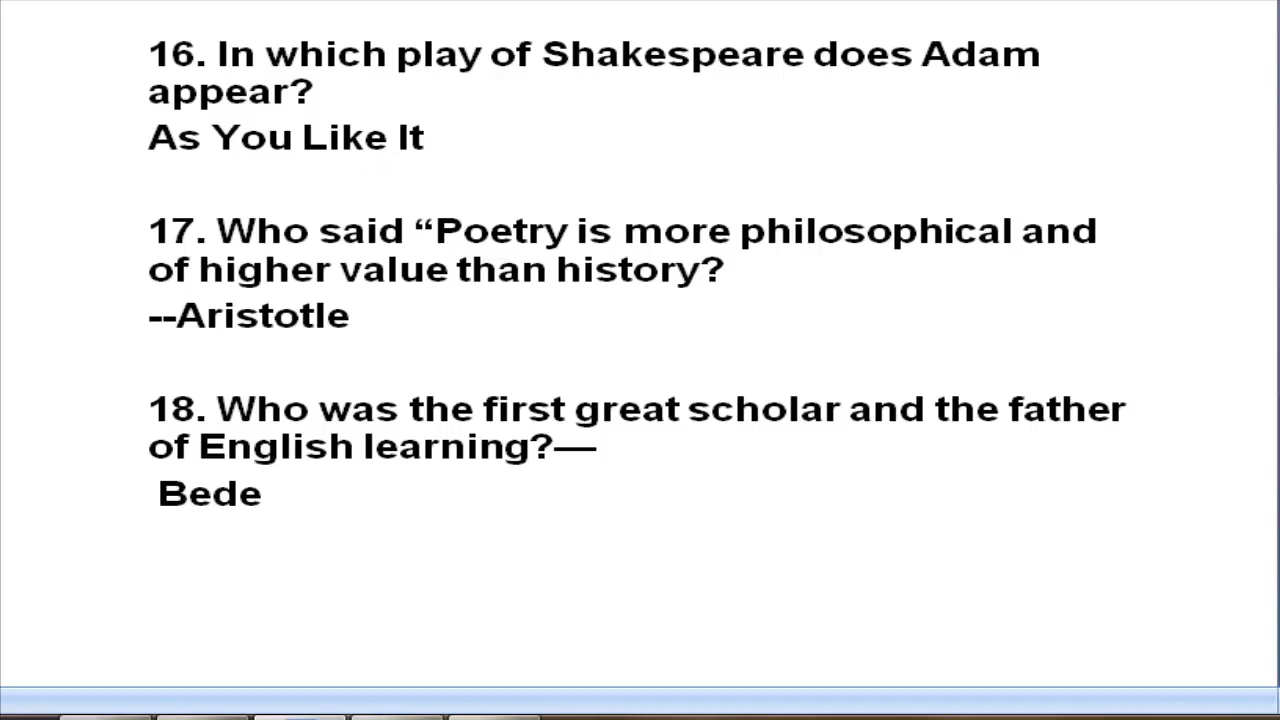 16. In which play of Shakespeare does Adam
appear?
As You Like It
17. Who said “Poetry is more philosophical and
of higher value than history?
--Aristotle
18. Who was the first great scholar and the father
of English learning?—
Bede